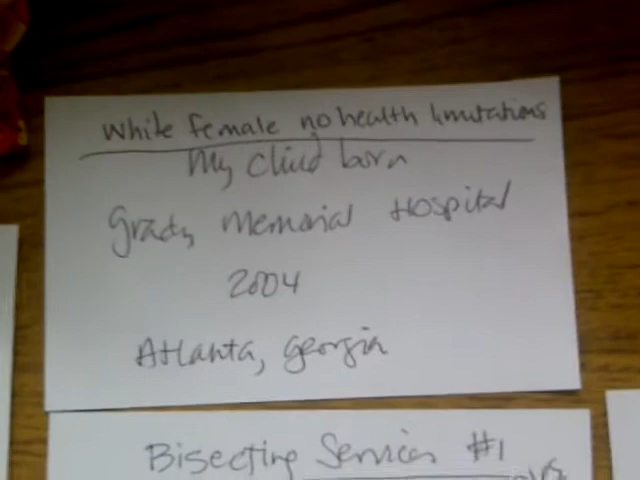 White female no health limitations
My child born
Grady Memorial Hospital
2004
Atlanta, Georgia
Bisecting Services #1